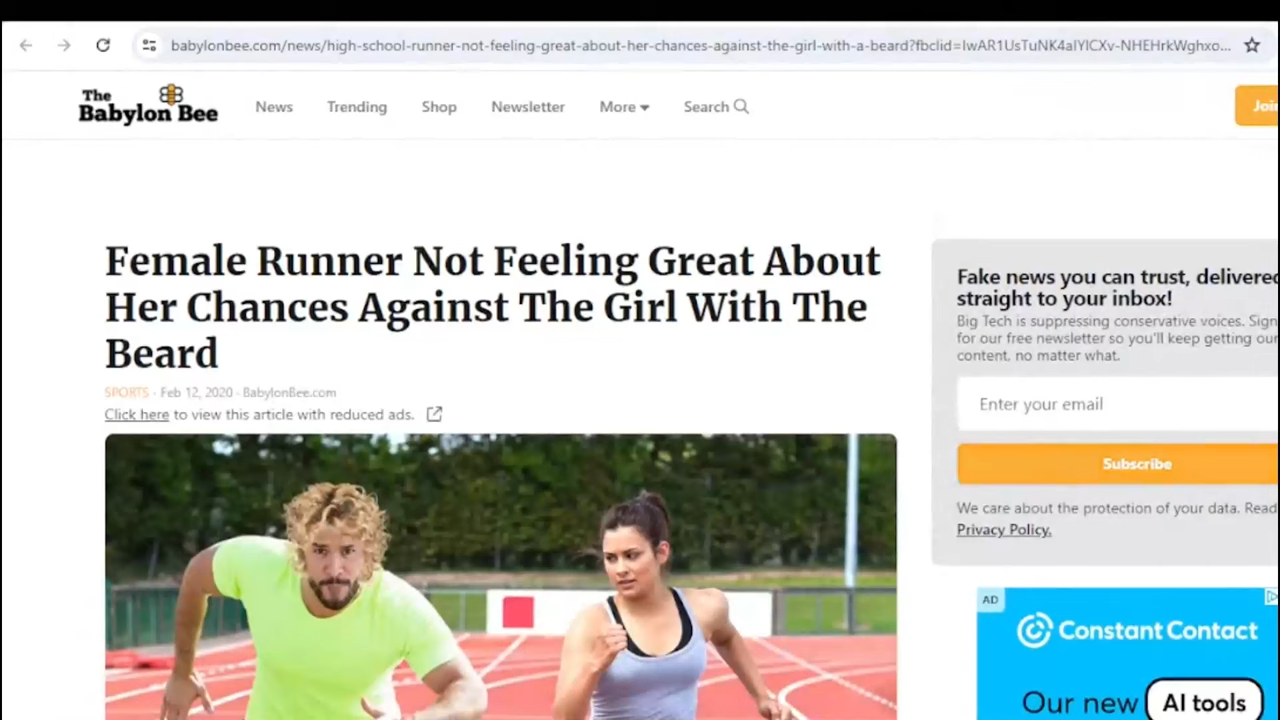 babylonbee.com/news/high-school-runner-not-feeling-great-about-her-chances-against-the-girl-with-a-beard?fbclid=IwAR1UsTuNK4aIYlCXv-NHEHrkWghxo...
The
Babylon Bee
News
Trending
Shop
Newsletter
More
Search
Joi
Female Runner Not Feeling Great About
Her Chances Against The Girl With The
Beard
SPORTS · Feb 12, 2020 · BabylonBee.com
Click here to view this article with reduced ads.
Fake news you can trust, delivered
straight to your inbox!
Big Tech is suppressing conservative voices. Sign
for our free newsletter so you'll keep getting our
content, no matter what.
Enter your email
Subscribe
We care about the protection of your data. Read
Privacy Policy.
AD
Constant Contact
Our new AI tools